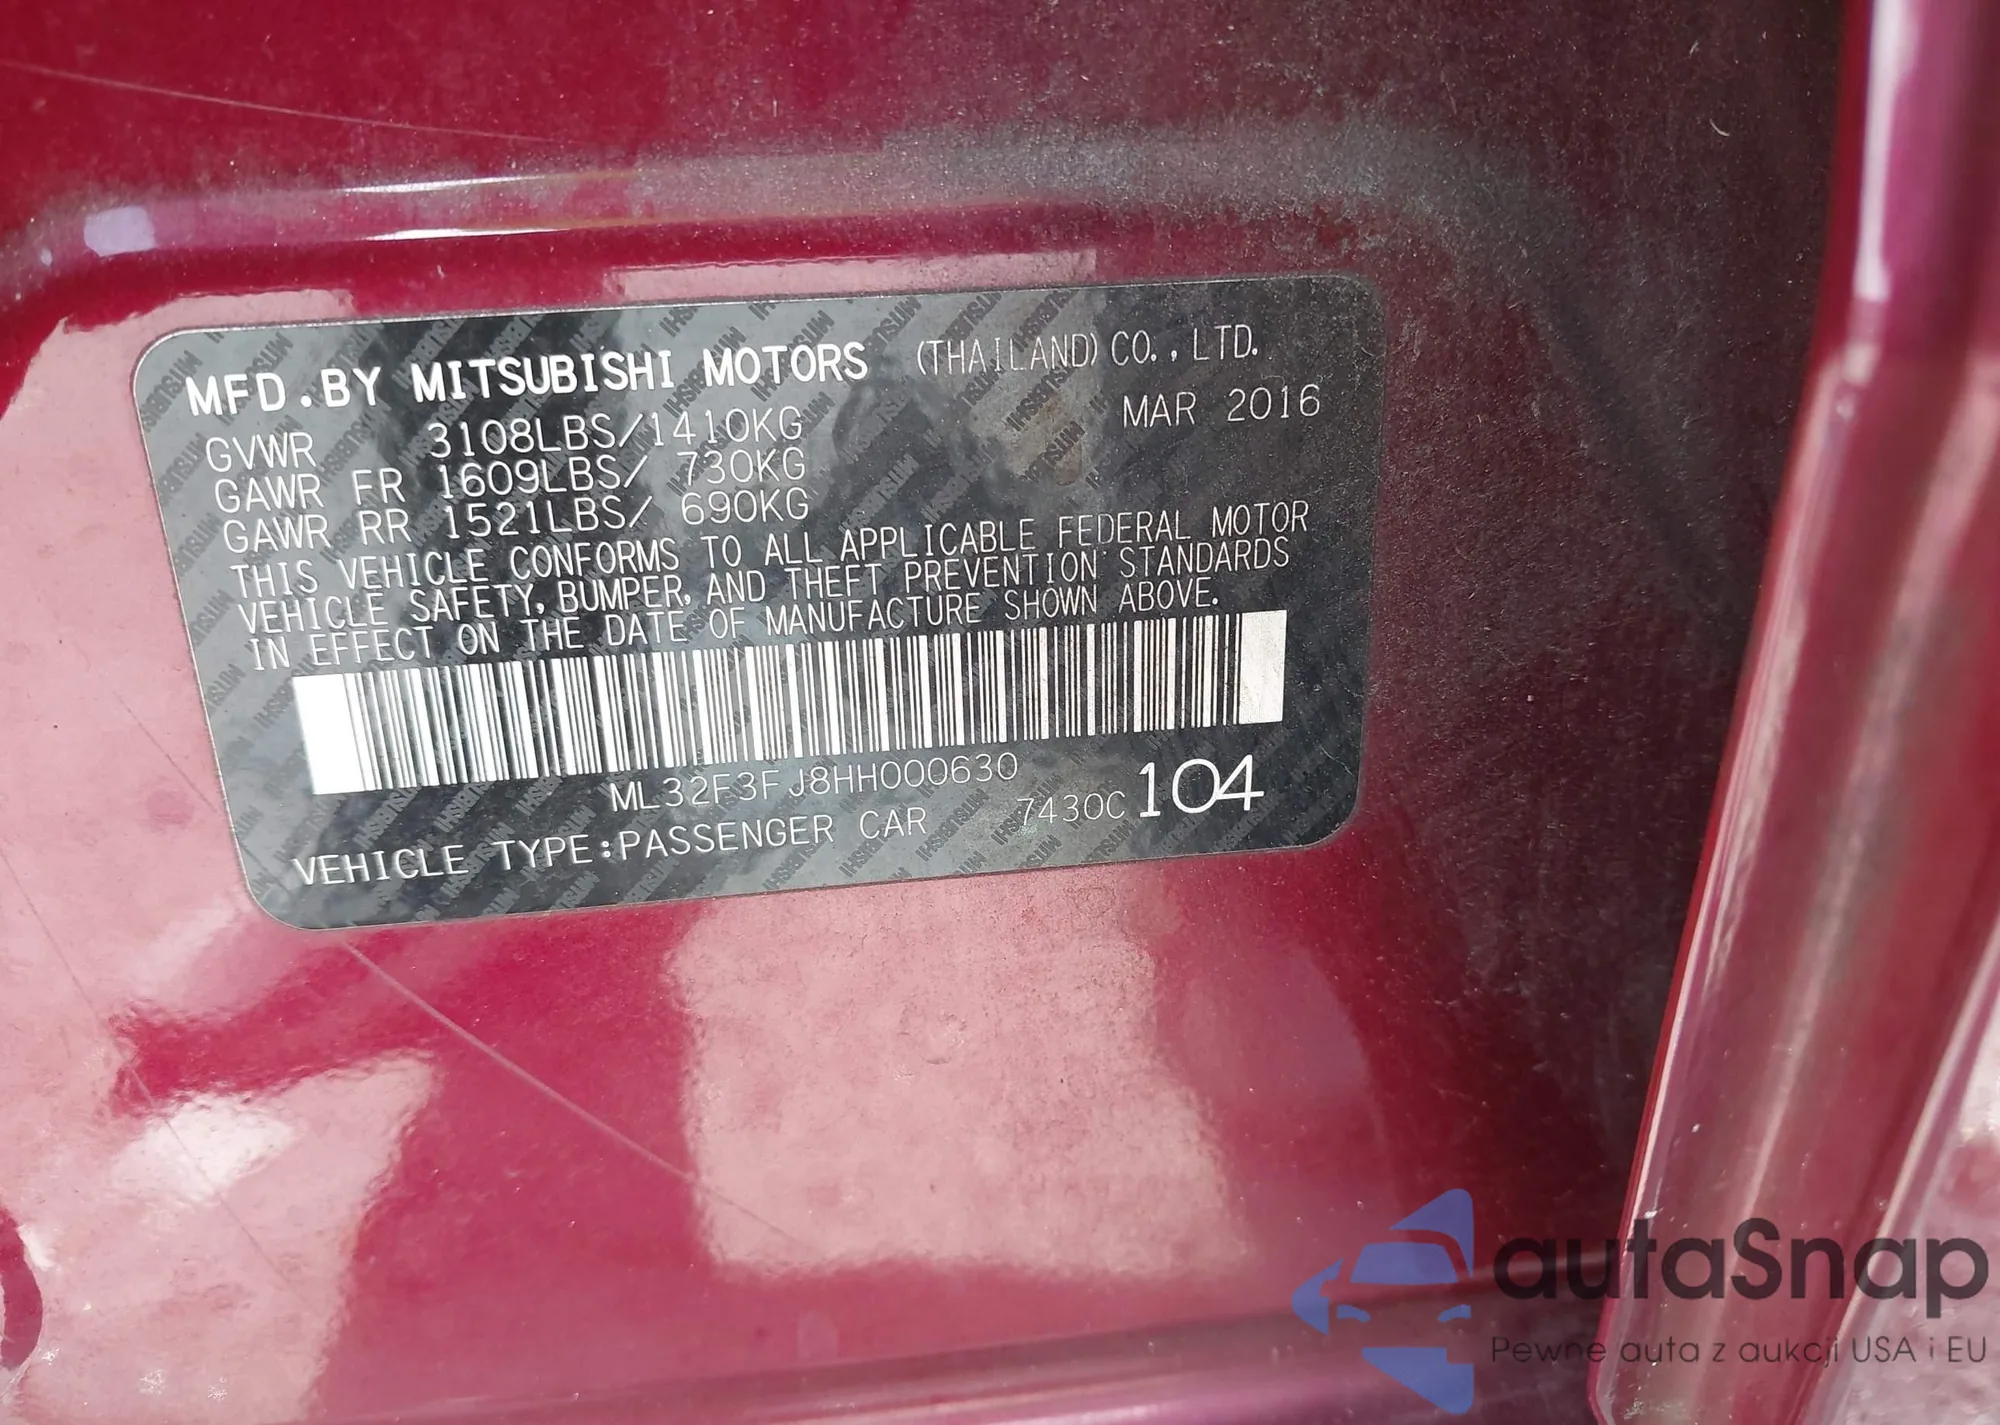 MFD.BY MITSUBISHI MOTORS (THAILAND) CO., LTD.
MAR 2016
GVWR 3108LBS/1410KG
GAWR FR 1609LBS/ 730KG
GAWR RR 1521LBS/ 690KG
THIS VEHICLE CONFORMS TO ALL APPLICABLE FEDERAL MOTOR
VEHICLE SAFETY, BUMPER, AND THEFT PREVENTION STANDARDS
IN EFFECT ON THE DATE OF MANUFACTURE SHOWN ABOVE.
ML32F3FJ8HH000630
VEHICLE TYPE:PASSENGER CAR 7430C 104
autaSnap
Pewne auta z aukcji USA i EU